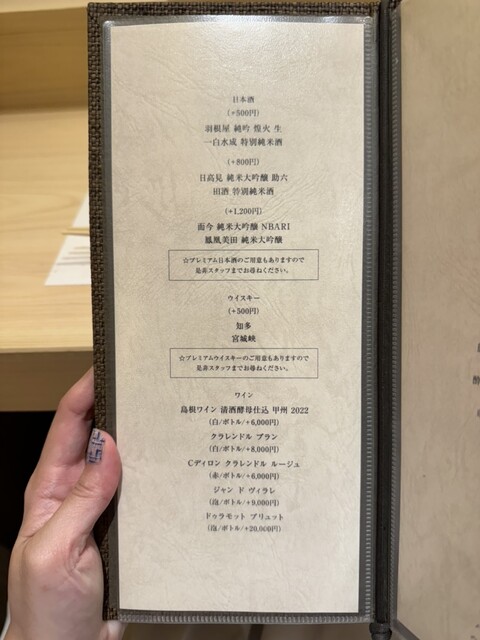 日本酒
(+500円)
羽根屋 純吟 煌火 生
一白水成 特別純米酒
(+800円)
日高見 純米大吟醸 助六
田酒 特別純米酒
(+1,200円)
而今 純米大吟醸 NBARI
鳳凰美田 純米大吟醸
☆プレミアム日本酒のご用意もありますので
是非スタッフまでお尋ねください。
ウイスキー
(+500円)
知多
宮城峡
☆プレミアムウイスキーのご用意もありますので
是非スタッフまでお尋ねください。
ワイン
島根ワイン 清酒酵母仕込 甲州 2022
(白/ボトル/+6,000円)
クラレンドル ブラン
(白/ボトル/+8,000円)
Cディロン クラレンドル ルージュ
(赤/ボトル/+6,000円)
ジャン ド ヴィラレ
(泡/ボトル/+9,000円)
ドゥラモット ブリュット
(泡/ボトル/+20,000円)